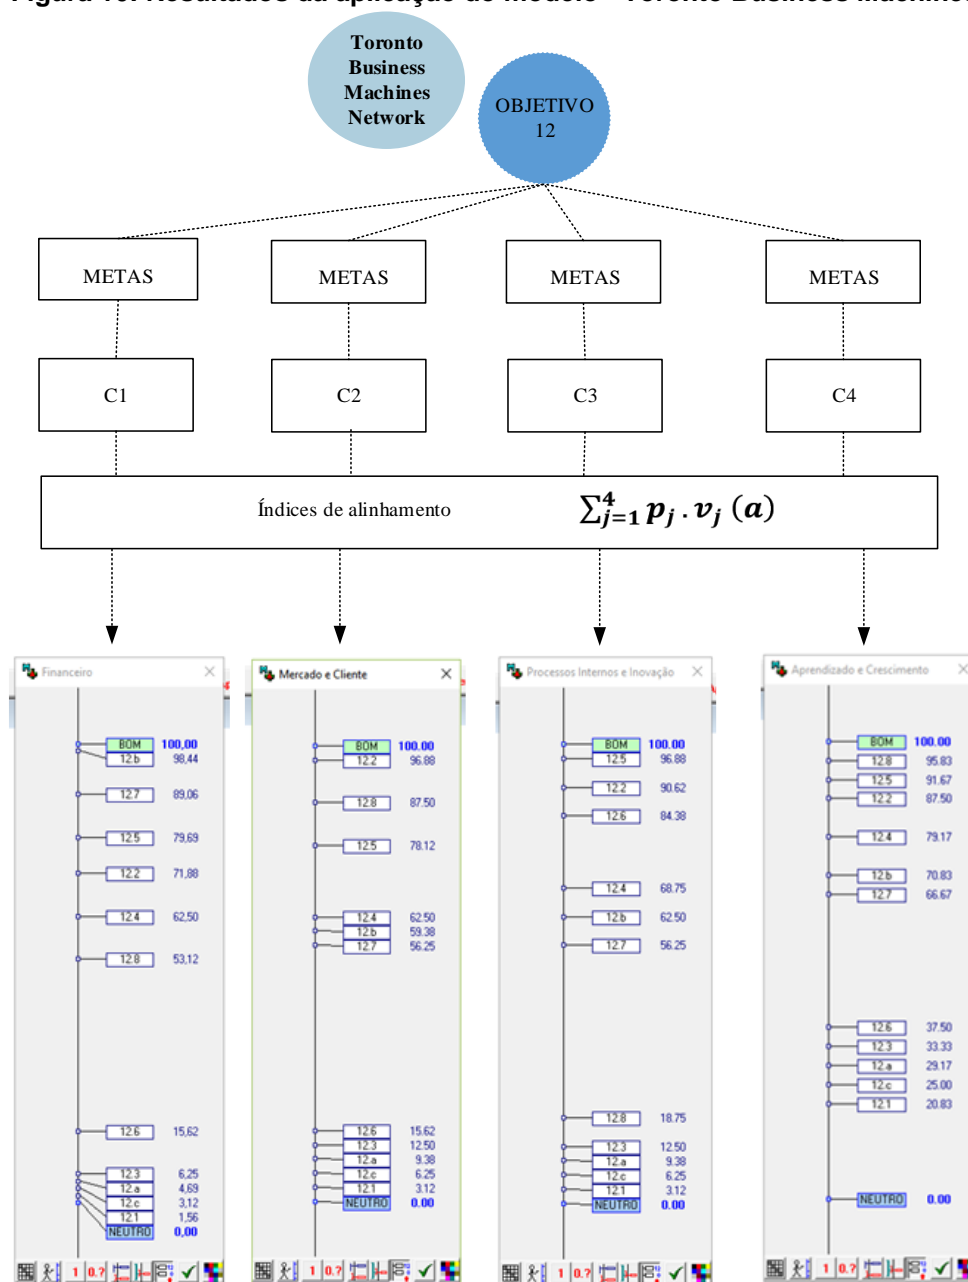 Toronto
Business
Machines
Network
OBJETIVO
12
METAS
METAS
METAS
METAS
C1
C2
C3
C4
Índices de alinhamento
∑⁴ⱼ₌₁ pⱼ . vⱼ (a)
Financeiro
BOM 100,00
12.b 98,44
12.7 89,06
12.5 79,69
12.2 71,88
12.4 62,50
12.8 53,12
12.6 15,62
12.3 6,25
12.a 4,69
12.c 3,12
12.1 1,56
NEUTRO 0,00
Mercado e Cliente
BOM 100.00
12.2 96.88
12.8 87.50
12.5 78.12
12.4 62.50
12.b 59.38
12.7 56.25
12.6 15.62
12.3 12.50
12.a 9.38
12.c 6.25
12.1 3.12
NEUTRO 0.00
Processos Internos e Inovação
BOM 100.00
12.5 96.88
12.2 90.62
12.6 84.38
12.4 68.75
12.b 62.50
12.7 56.25
12.8 18.75
12.3 12.50
12.a 9.38
12.c 6.25
12.1 3.12
NEUTRO 0.00
Aprendizado e Crescimento
BOM 100.00
12.8 95.83
12.5 91.67
12.2 87.50
12.4 79.17
12.b 70.83
12.7 66.67
12.6 37.50
12.3 33.33
12.a 29.17
12.c 25.00
12.1 20.83
NEUTRO 0.00
1 0.?
1 0.?
1 0.?
1 0.?